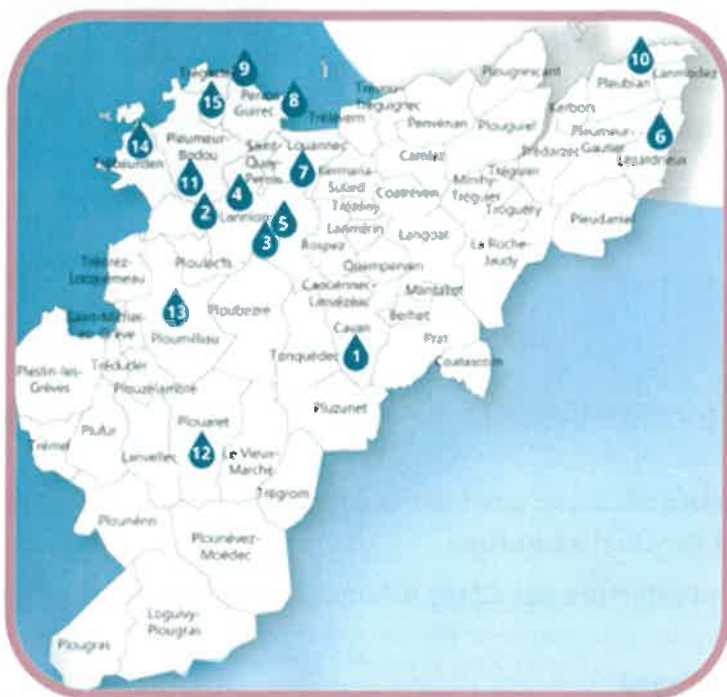 9
10
Plougrescant
Pleubian
Lanmodez
15
Perros-
Guirec
8
Trélévern
Penvénan
Plouguiel
Kerbors
Pleumeur-
Gautier
6
Lézardrieux
14
Trébeurden
Pleumeur-
Bodou
Saint-
Quay-
Perros
Louannec
7
Kermaria-
Sulard
Trézény
Camlez
Coatréven
Minihy-
Tréguier
Tréguier
Trédarzec
Troguéry
Pleudaniel
11
4
2
Lannion
5
3
Lanmérin
Langoat
La Roche-
Jaudy
Rospez
Quemperven
Trédrez-
Locquémeau
Ploulec'h
Caouënnec-
Lanvézéac
Mantallot
Berhet
13
Ploubezre
Saint-Michel-
en-Grève
Ploumilliau
Cavan
Prat
Coatascorn
Tonquédec
1
Plestin-les-
Grèves
Tréduder
Plouzélambre
Pluzunet
Plufur
Trémel
Lanvellec
Plouaret
12
Le Vieux-
Marché
Trégrom
Plounérin
Plounévez-
Moëdec
Loguivy-
Plougras
Plougras